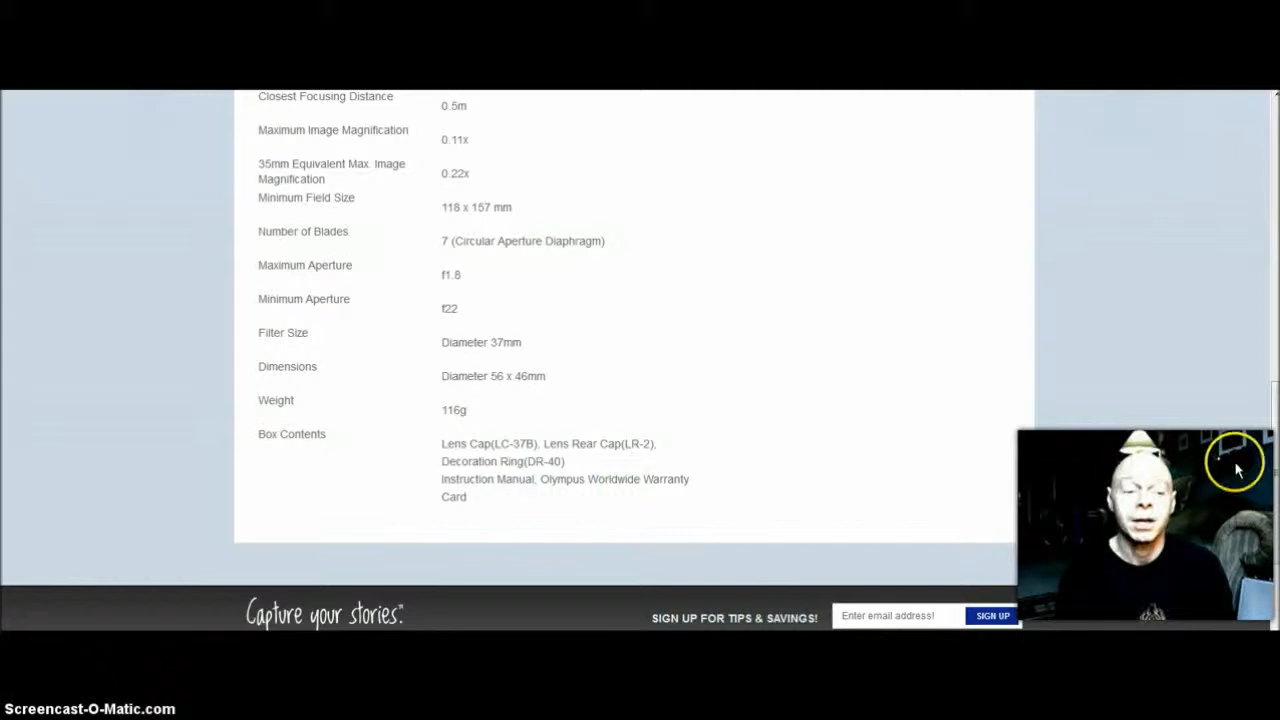 Closest Focusing Distance
0.5m
Maximum Image Magnification
0.11x
35mm Equivalent Max. Image
Magnification
0.22x
Minimum Field Size
118 x 157 mm
Number of Blades
7 (Circular Aperture Diaphragm)
Maximum Aperture
f1.8
Minimum Aperture
f22
Filter Size
Diameter 37mm
Dimensions
Diameter 56 x 46mm
Weight
116g
Box Contents
Lens Cap(LC-37B), Lens Rear Cap(LR-2),
Decoration Ring(DR-40)
Instruction Manual, Olympus Worldwide Warranty
Card
Capture your stories.™
SIGN UP FOR TIPS & SAVINGS!
Enter email address!
SIGN UP
Screencast-O-Matic.com